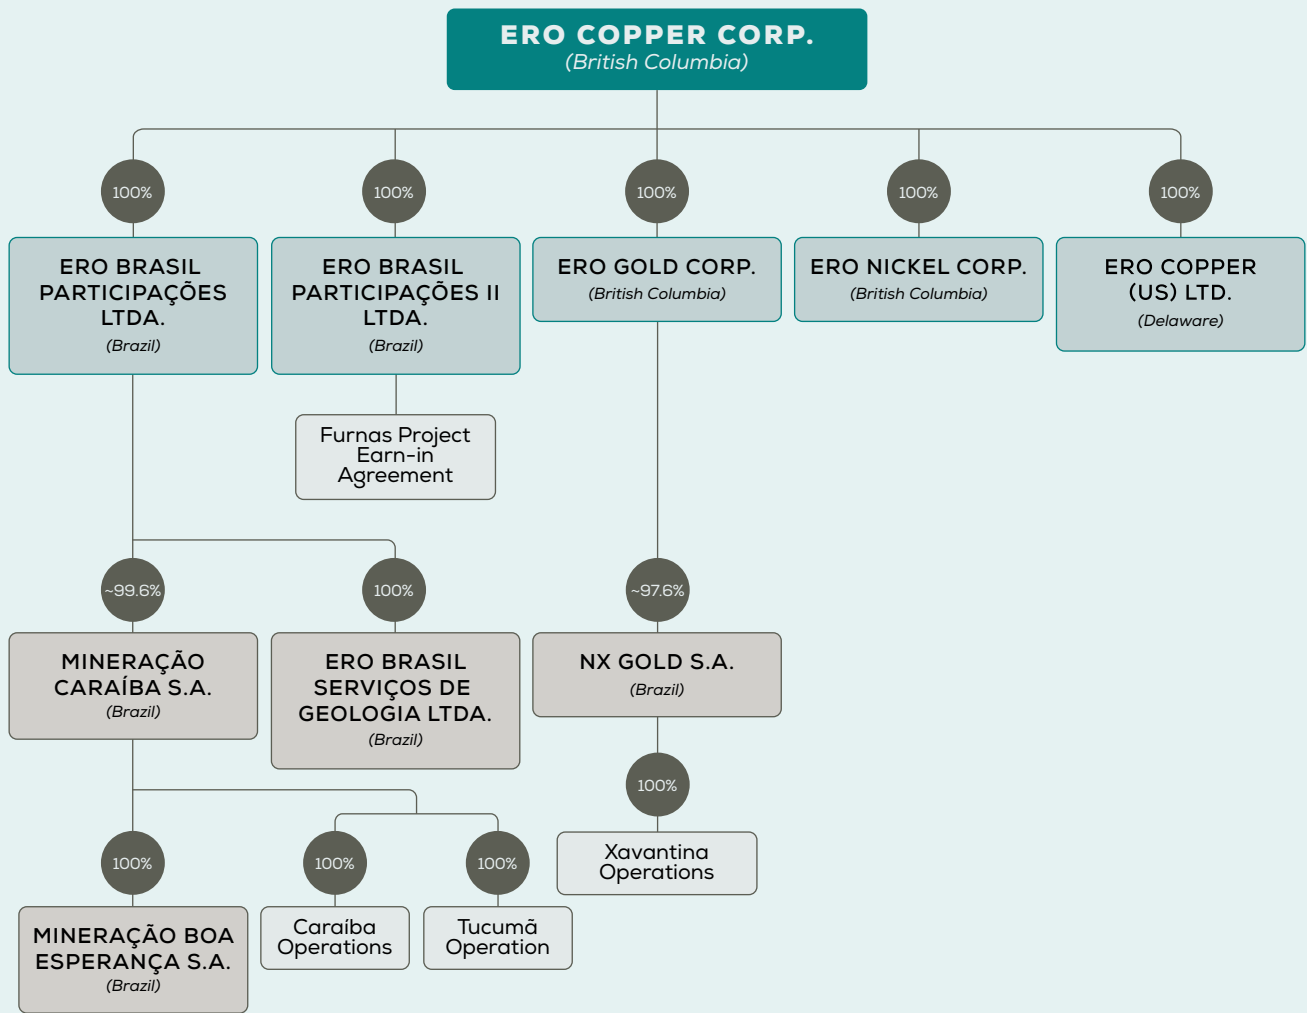 ERO COPPER CORP.
(British Columbia)
100%
100%
100%
100%
100%
ERO BRASIL
PARTICIPAÇÕES
LTDA.
(Brazil)
ERO BRASIL
PARTICIPAÇÕES II
LTDA.
(Brazil)
ERO GOLD CORP.
(British Columbia)
ERO NICKEL CORP.
(British Columbia)
ERO COPPER
(US) LTD.
(Delaware)
Furnas Project
Earn-in
Agreement
~99.6%
100%
~97.6%
MINERAÇÃO
CARAÍBA S.A.
(Brazil)
ERO BRASIL
SERVIÇOS DE
GEOLOGIA LTDA.
(Brazil)
NX GOLD S.A.
(Brazil)
100%
Xavantina
Operations
100%
100%
100%
MINERAÇÃO BOA
ESPERANÇA S.A.
(Brazil)
Caraíba
Operations
Tucumã
Operation